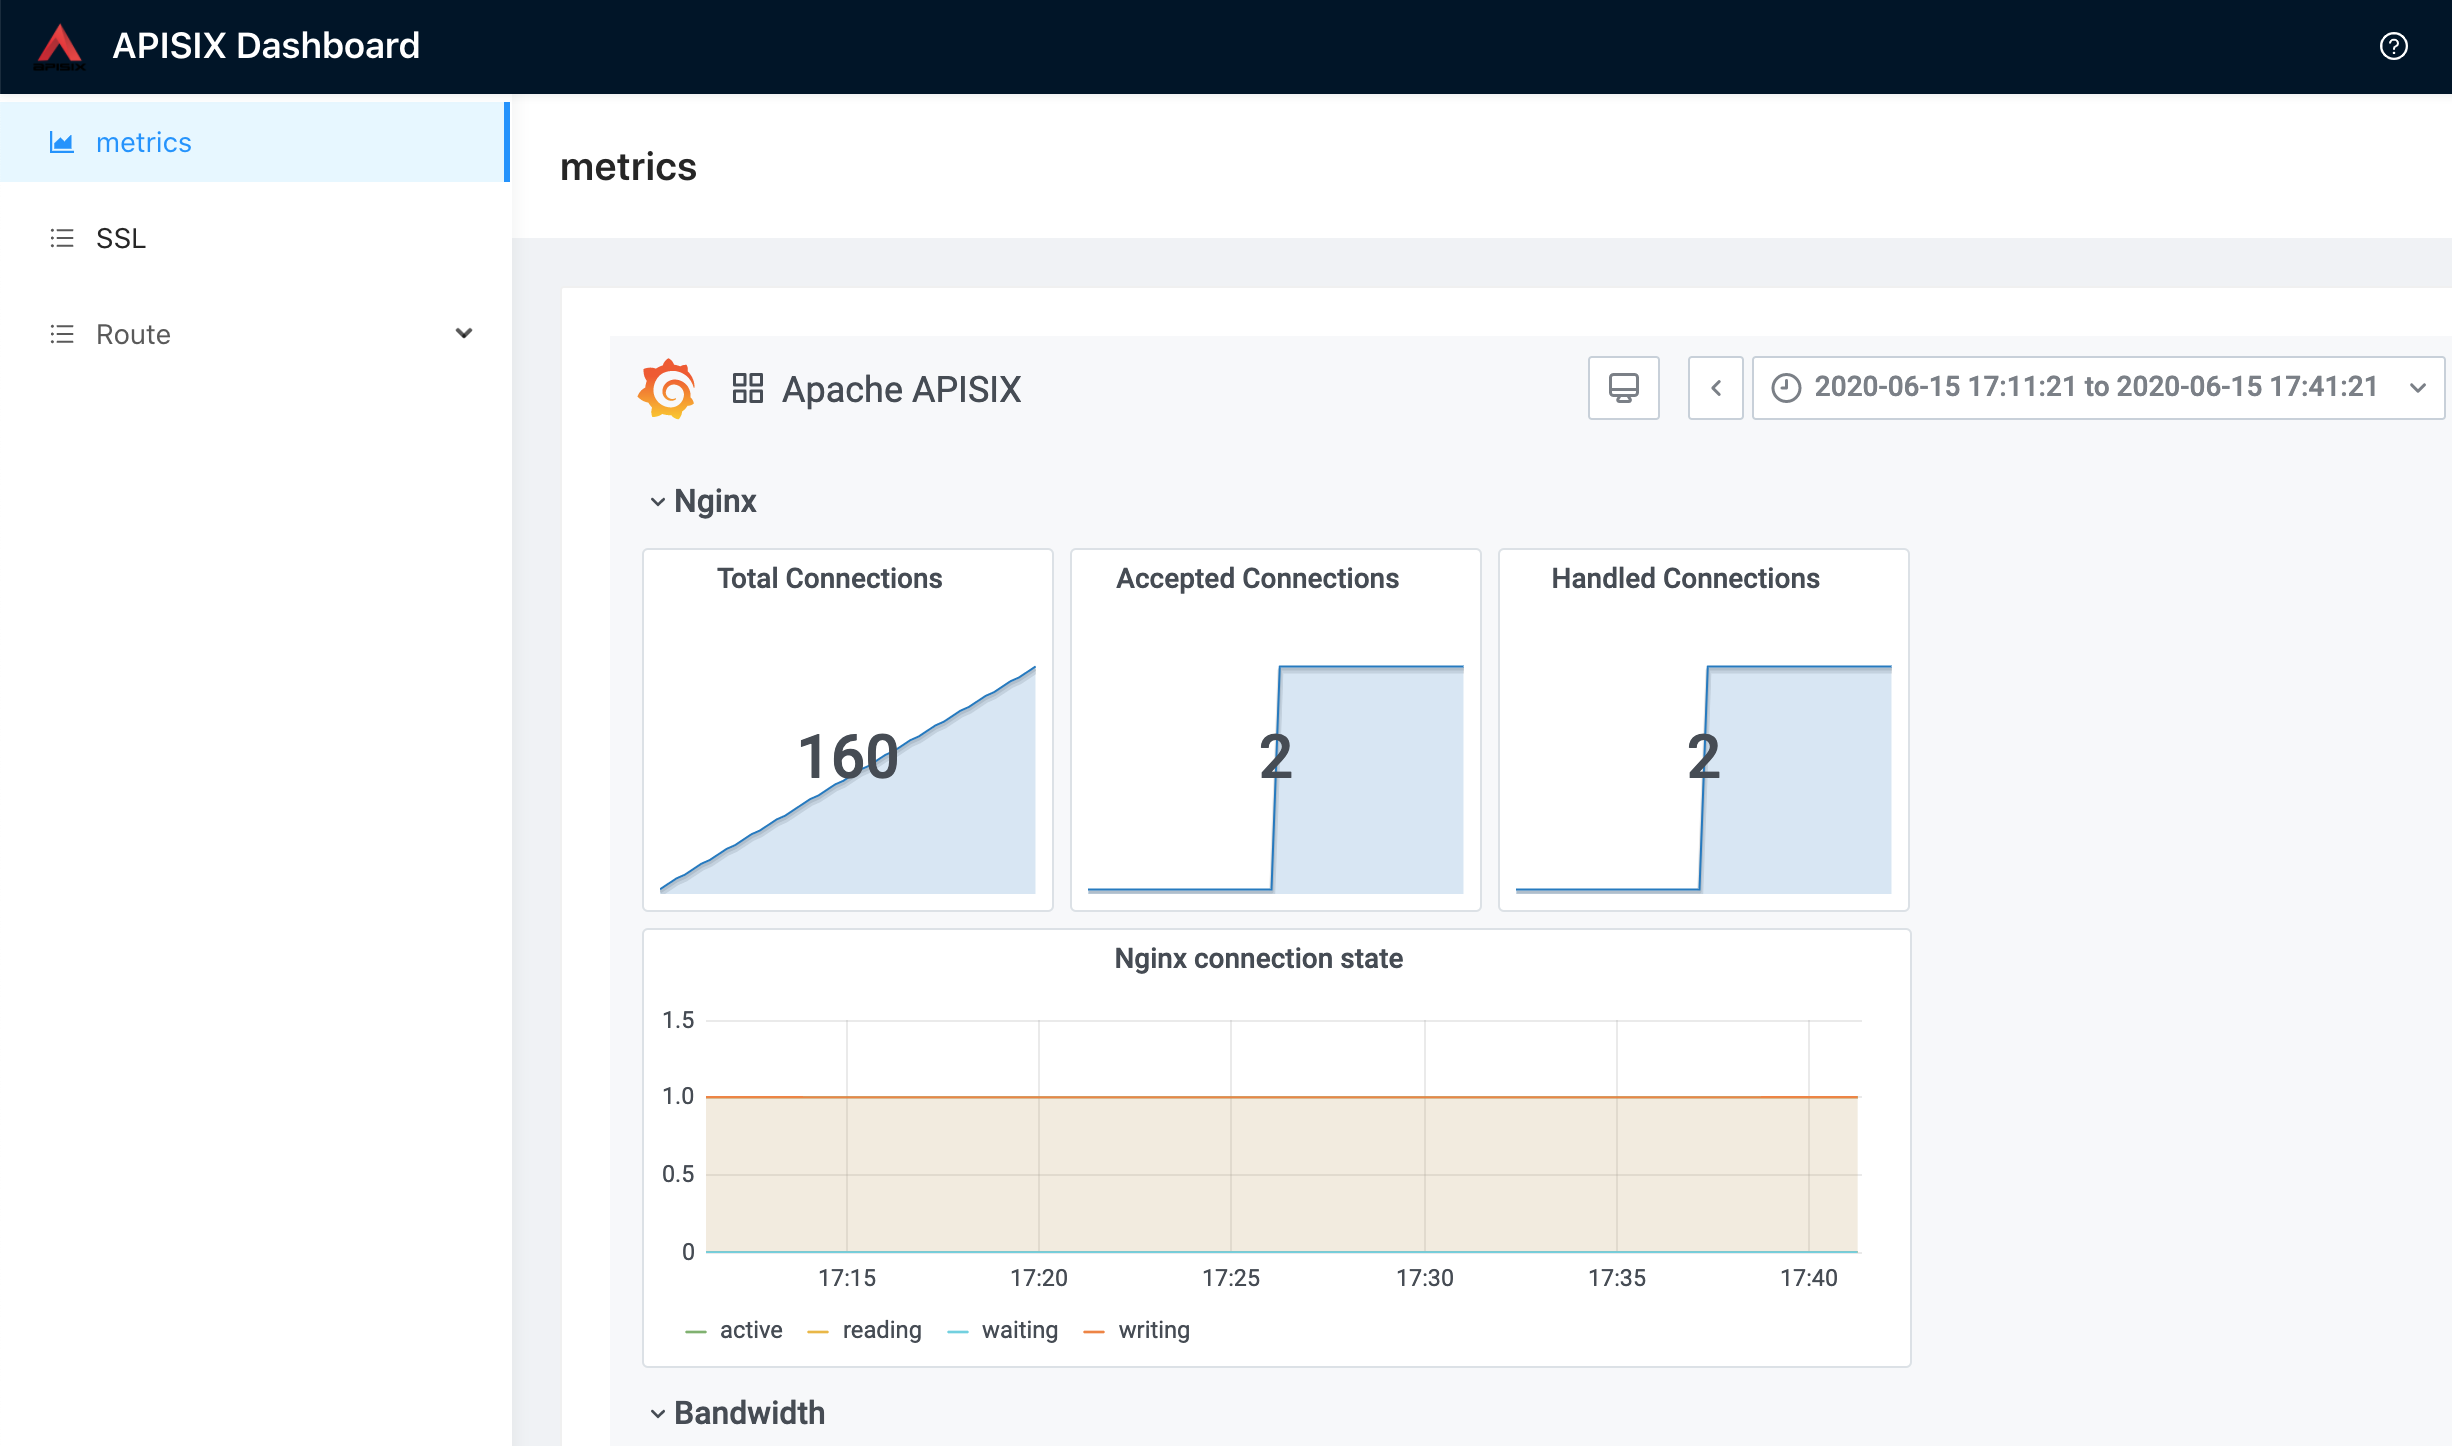 APISIX
APISIX Dashboard
metrics
SSL
Route
metrics
Apache APISIX
2020-06-15 17:11:21 to 2020-06-15 17:41:21
Nginx
Total Connections
160
Accepted Connections
2
Handled Connections
2
Nginx connection state
1.5
1.0
0.5
0
17:15 17:20 17:25 17:30 17:35 17:40
active reading waiting writing
Bandwidth